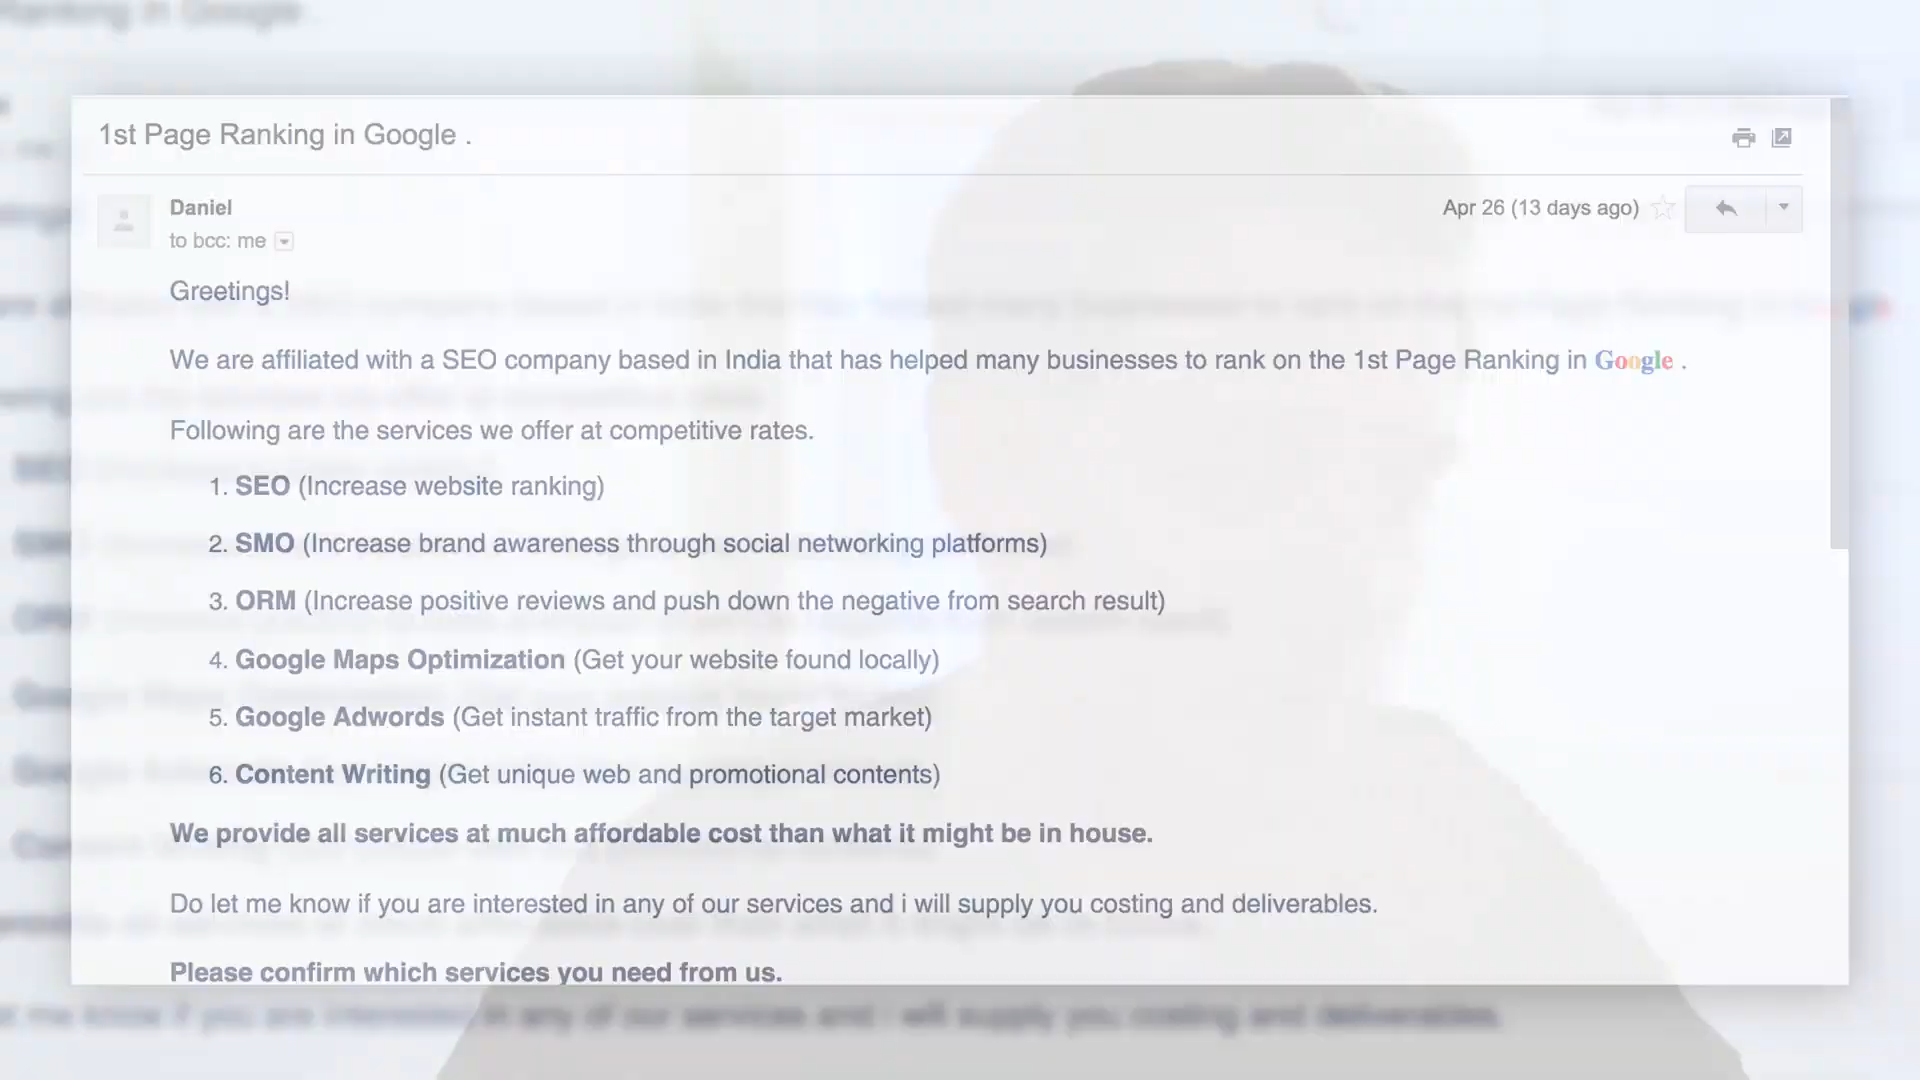 1st Page Ranking in Google .
Daniel
Apr 26 (13 days ago)
to bcc: me
Greetings!
We are affiliated with a SEO company based in India that has helped many businesses to rank on the 1st Page Ranking in Google .
Following are the services we offer at competitive rates.
1. SEO (Increase website ranking)
2. SMO (Increase brand awareness through social networking platforms)
3. ORM (Increase positive reviews and push down the negative from search result)
4. Google Maps Optimization (Get your website found locally)
5. Google Adwords (Get instant traffic from the target market)
6. Content Writing (Get unique web and promotional contents)
We provide all services at much affordable cost than what it might be in house.
Do let me know if you are interested in any of our services and i will supply you costing and deliverables.
Please confirm which services you need from us.